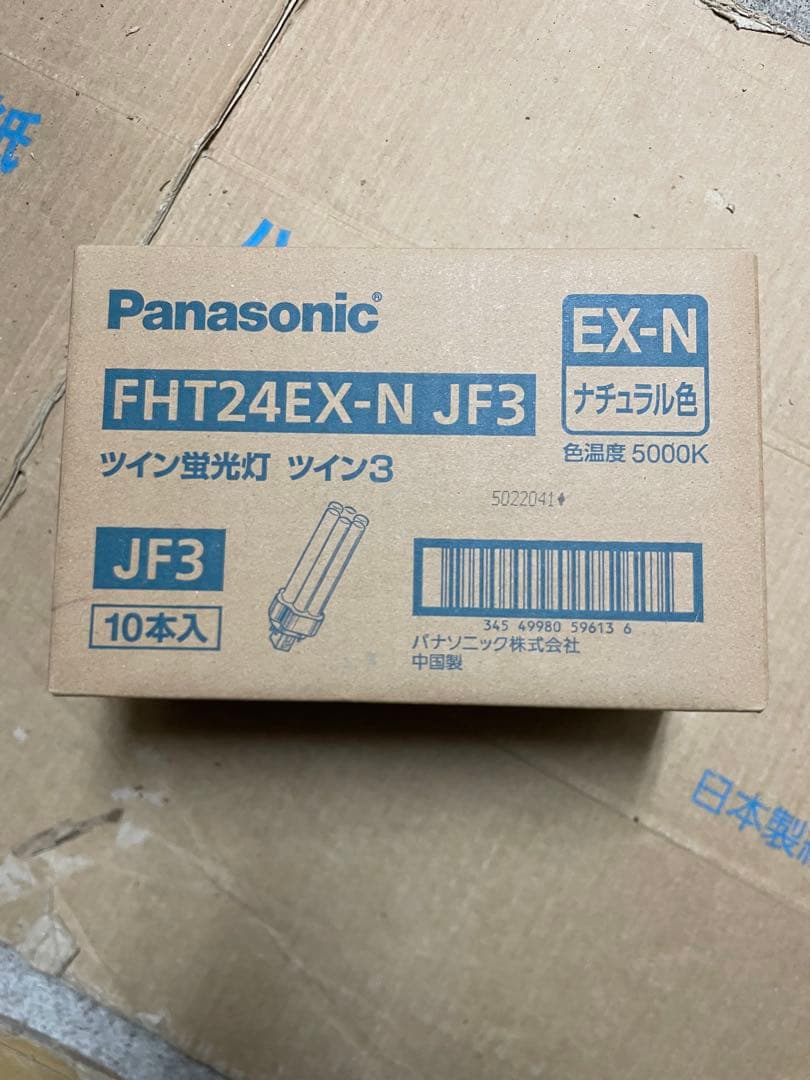 紙
Panasonic®
EX-N
ナチュラル色
色温度 5000K
FHT24EX-N JF3
ツイン蛍光灯 ツイン3
5022041♦
JF3
10本入
345 49980 59613 6
パナソニック株式会社
中国製
日本製紙